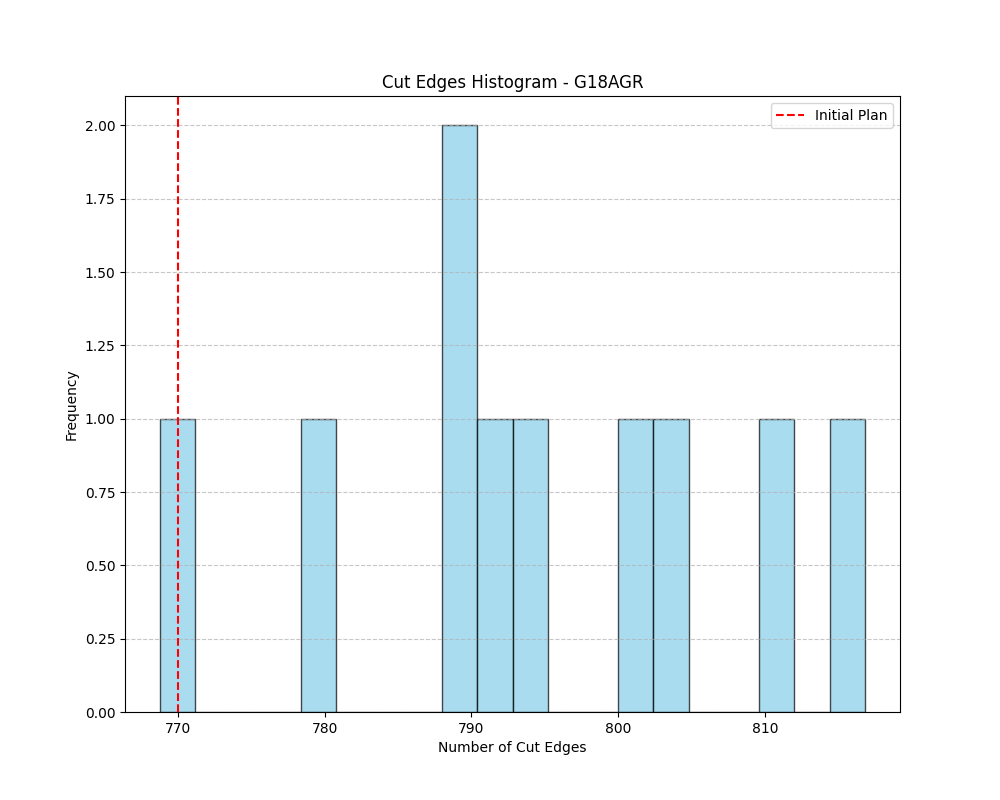 Cut Edges Histogram - G18AGR
Initial Plan
2.00
1.75
1.50
1.25
1.00
0.75
0.50
0.25
0.00
Frequency
770 780 790 800 810
Number of Cut Edges